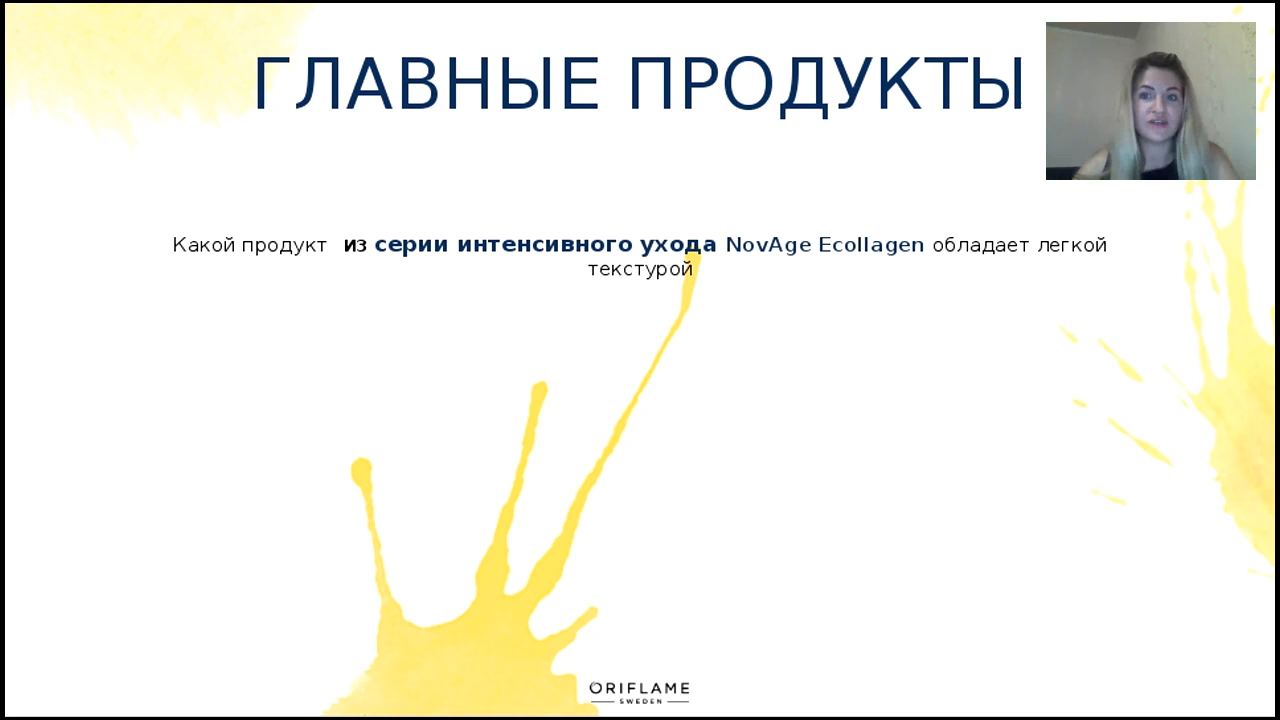 ГЛАВНЫЕ ПРОДУКТЫ
Какой продукт из серии интенсивного ухода NovAge Ecollagen обладает легкой
текстурой
ORIFLAME
SWEDEN